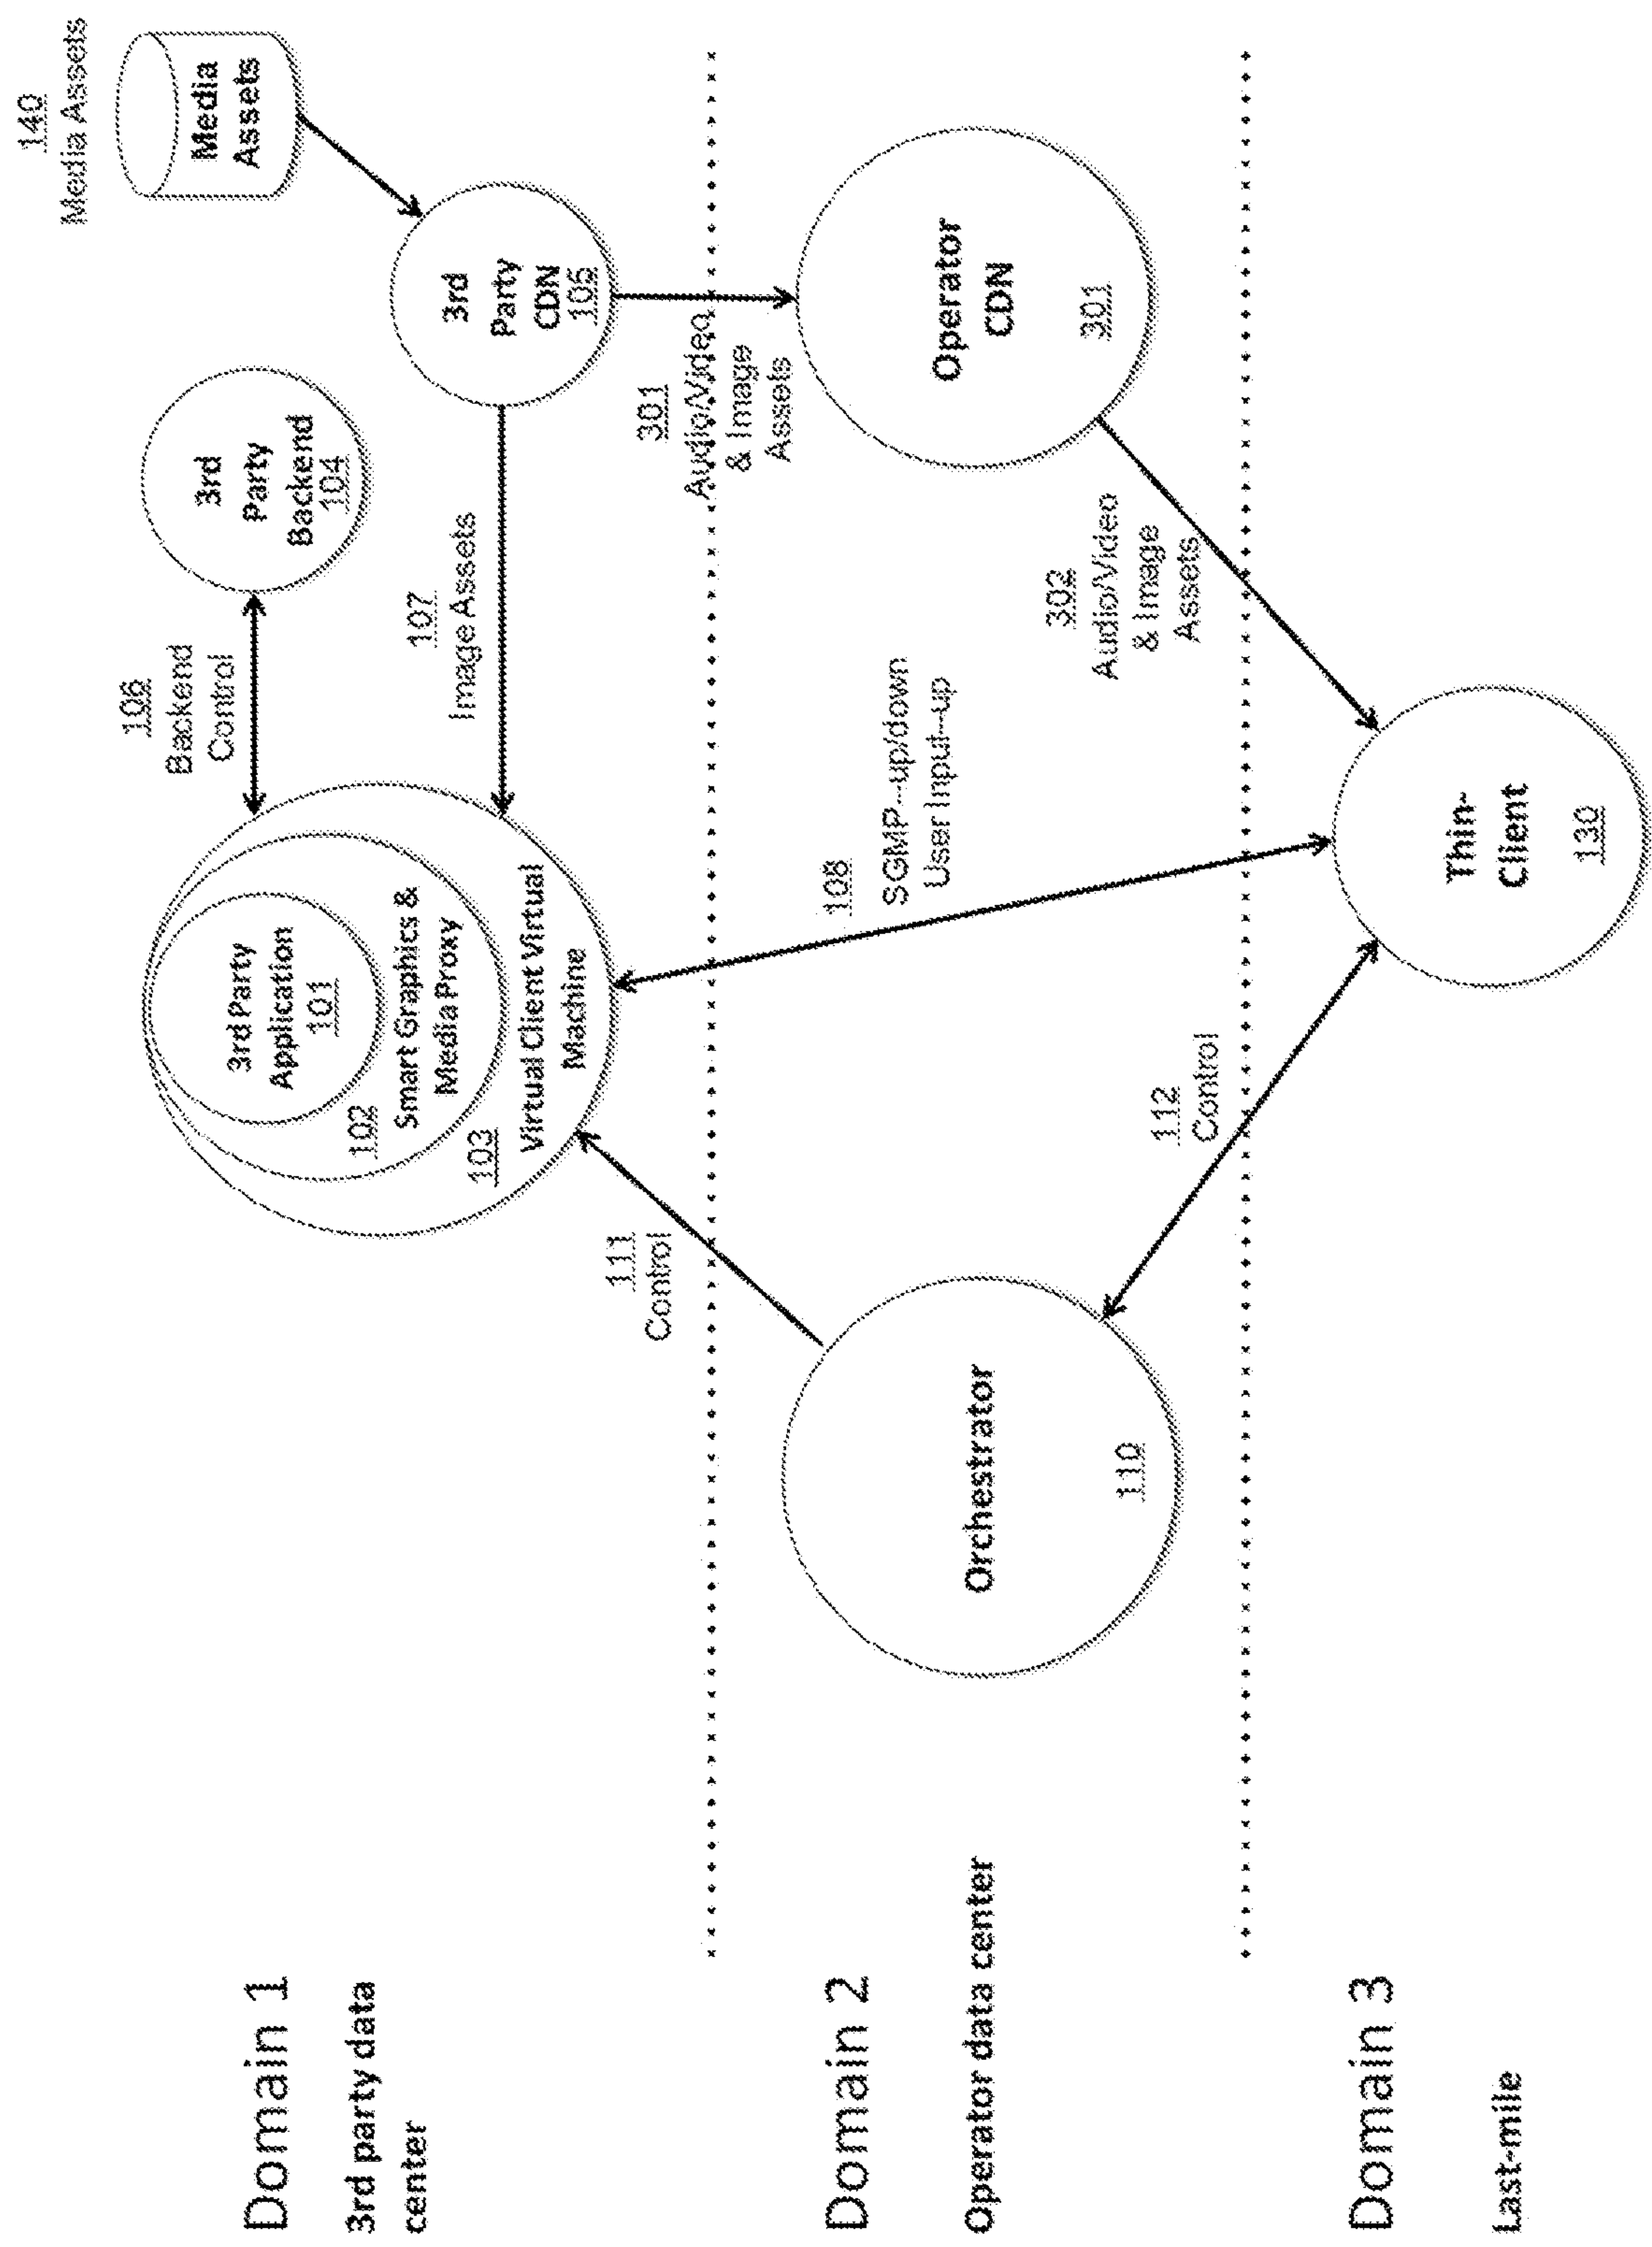 Domain 1
3rd party data
center
3rd Party
Application
101
102
Smart Graphics &
Media Proxy
103
Virtual Client Virtual
Machine
106
Backend
Control
3rd
Party
Backend
104
140
Media Assets
Media
Assets
107
Image Assets
3rd
Party
CDN
105
111
Control
301
Audio/Video
& Image
Assets
Domain 2
Operator data center
Orchestrator
110
108
SGMP--up/down
User Input--up
Operator
CDN
301
112
Control
302
Audio/Video
& Image
Assets
Domain 3
Last-mile
Thin-
Client
130